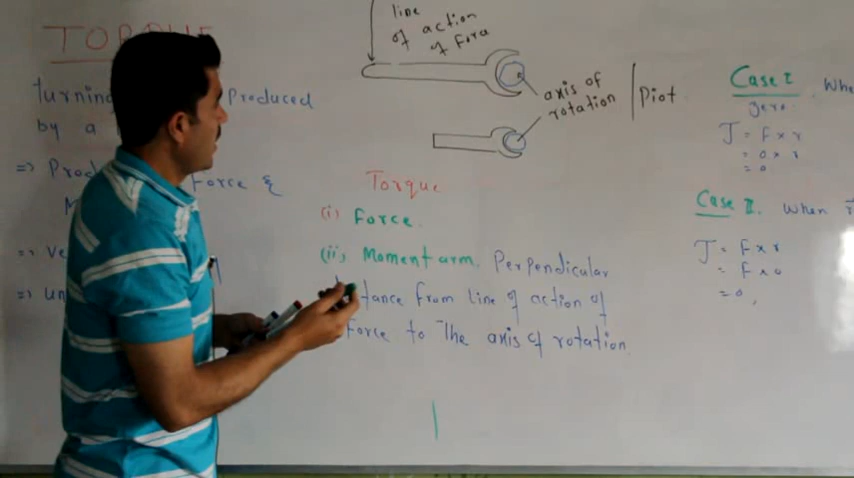 TORQUE
turning Produced
by a
=> Prod Force &
=> Ve
=> un
line
of action
of Force
axis of
rotation | Piot
Torque
(i) Force.
(ii) Moment arm. Perpendicular
tance from line of action of
Force to The axis of rotation.
Case I. Whe
zero.
J = F x r
= 0 x r
= 0
Case II. When r
J = F x r
= F x 0
= 0,